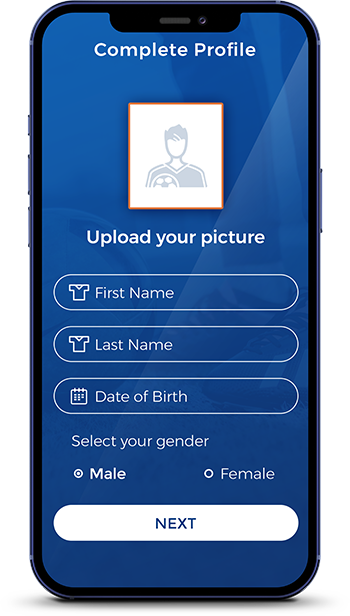 Complete Profile
Upload your picture
First Name
Last Name
Date of Birth
Select your gender
Male
Female
NEXT